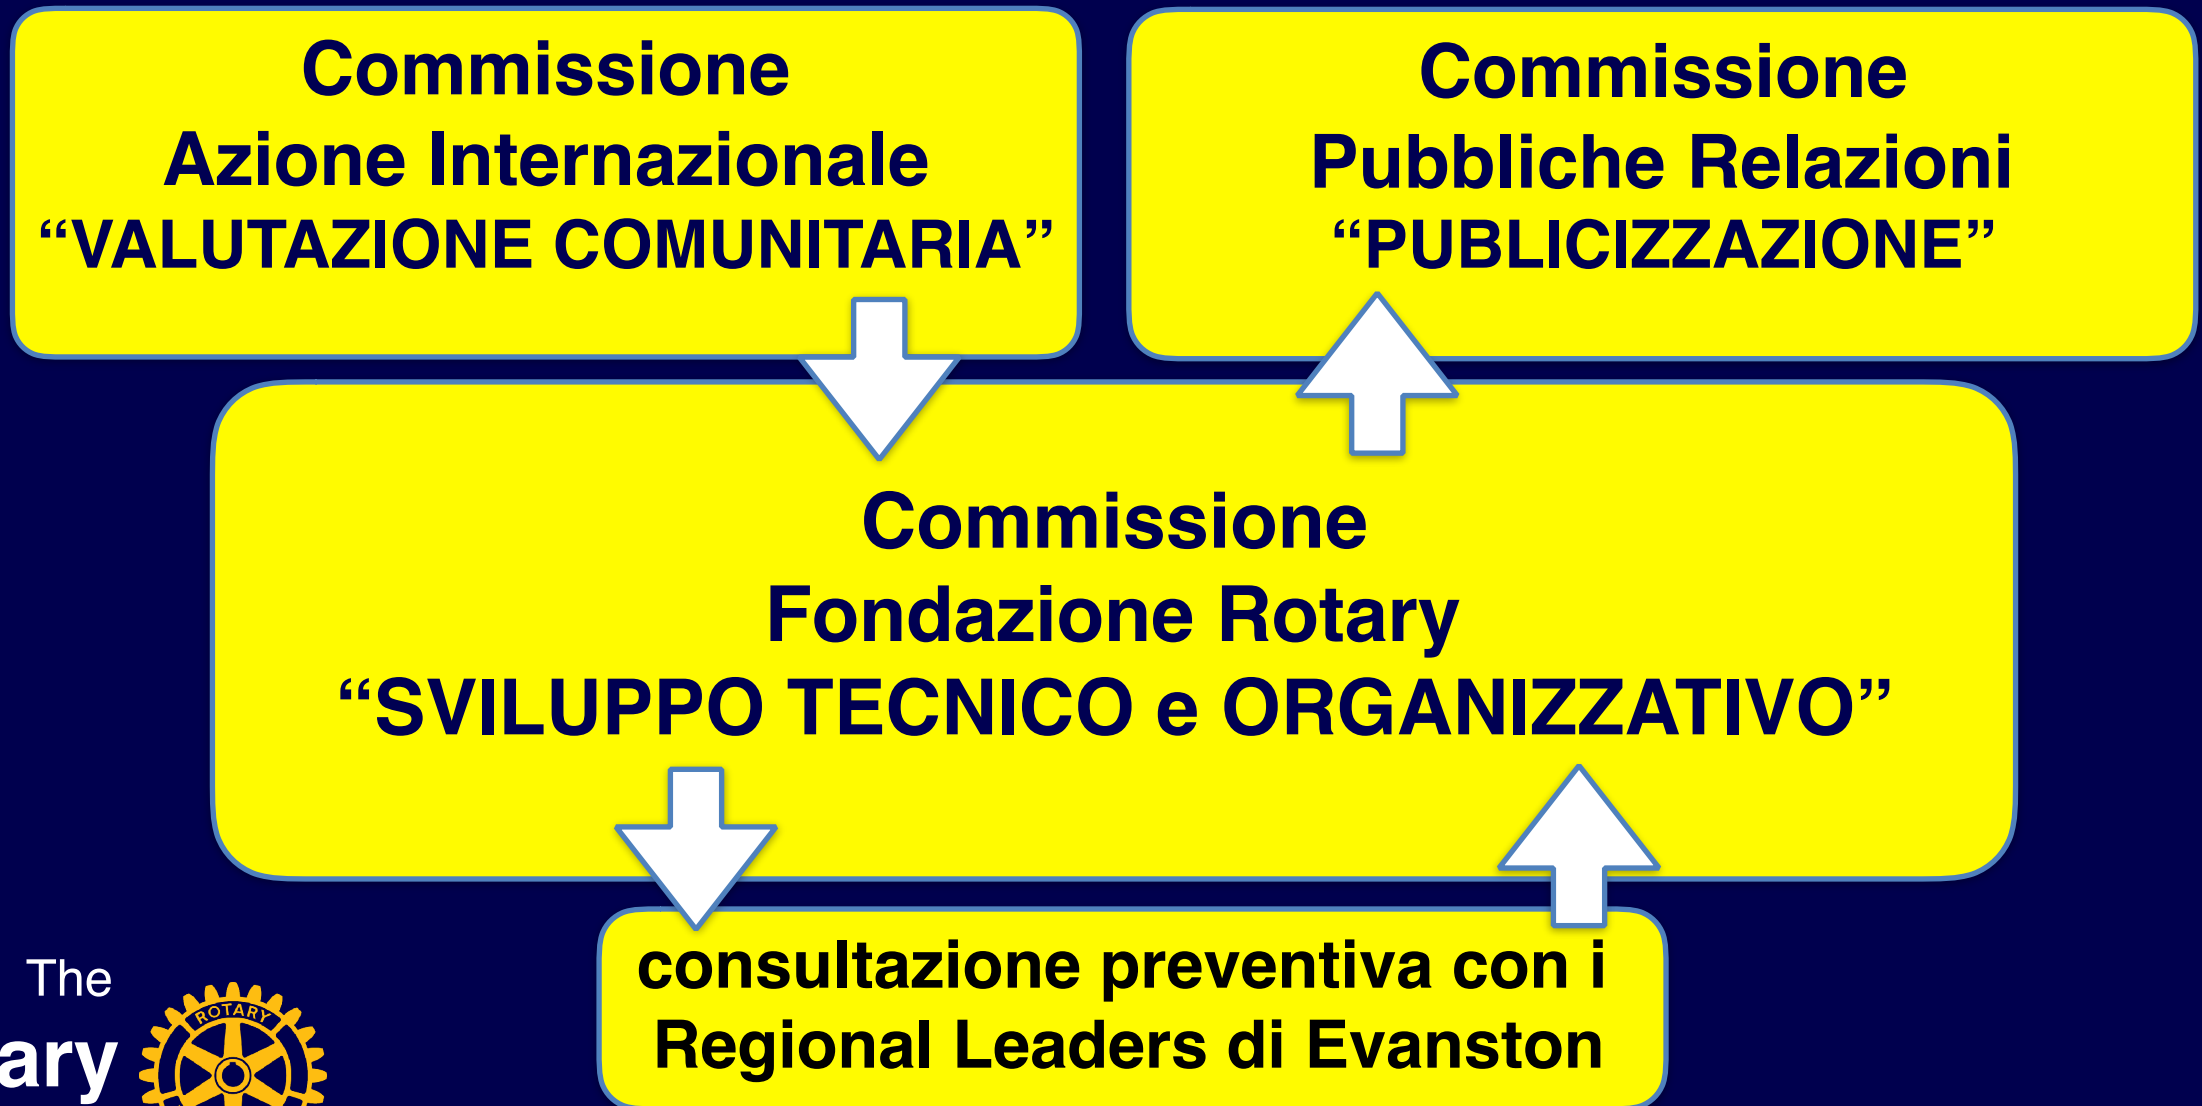 Commissione
Azione Internazionale
“VALUTAZIONE COMUNITARIA”
Commissione
Pubbliche Relazioni
“PUBLICIZZAZIONE”
Commissione
Fondazione Rotary
“SVILUPPO TECNICO e ORGANIZZATIVO”
consultazione preventiva con i
Regional Leaders di Evanston
The
ary
ROTARY